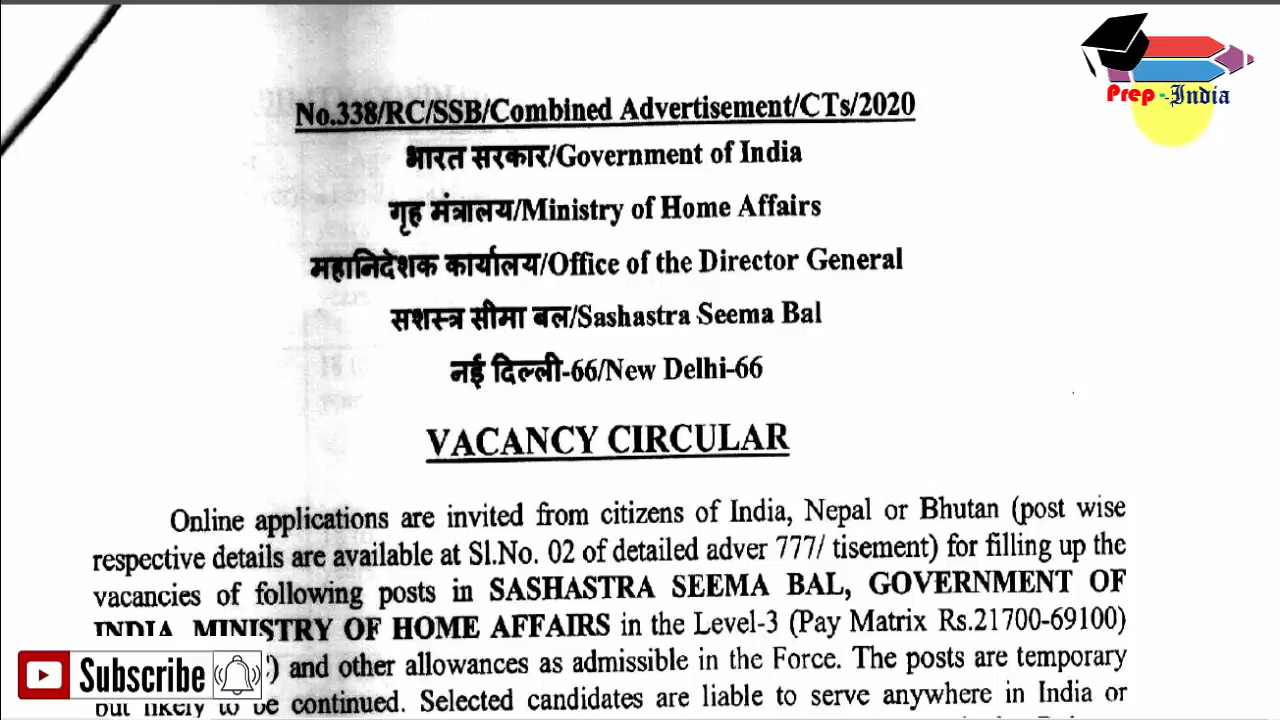 Prep-India
No.338/RC/SSB/Combined Advertisement/CTs/2020
भारत सरकार/Government of India
गृह मंत्रालय/Ministry of Home Affairs
महानिदेशक कार्यालय/Office of the Director General
सशस्त्र सीमा बल/Sashastra Seema Bal
नई दिल्ली-66/New Delhi-66
VACANCY CIRCULAR
Online applications are invited from citizens of India, Nepal or Bhutan (post wise
respective details are available at Sl.No. 02 of detailed adver 777/ tisement) for filling up the
vacancies of following posts in SASHASTRA SEEMA BAL, GOVERNMENT OF
INDIA, MINISTRY OF HOME AFFAIRS in the Level-3 (Pay Matrix Rs.21700-69100)
) and other allowances as admissible in the Force. The posts are temporary
but likely to be continued. Selected candidates are liable to serve anywhere in India or
Subscribe